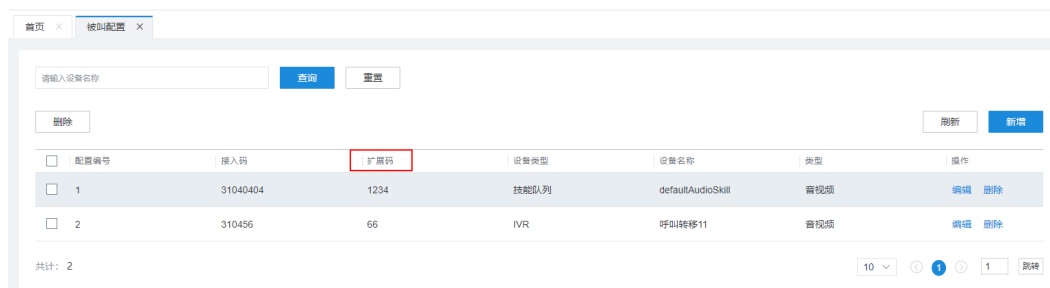 首页 × 被叫配置 ×
请输入设备名称 查询 重置
删除 刷新 新增
配置编号 接入码 扩展码 设备类型 设备名称 类型 操作
1 31040404 1234 技能队列 defaultAudioSkill 音视频 编辑 删除
2 310456 66 IVR 呼叫转移11 音视频 编辑 删除
共计: 2 10 1 1 跳转